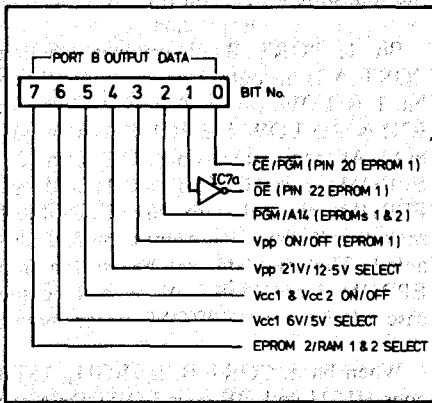 PORT B OUTPUT DATA
7 6 5 4 3 2 1 0 BIT No.
CE/PGM (PIN 20 EPROM 1)
IC7a
OE (PIN 22 EPROM 1)
PGM/A14 (EPROMs 1 & 2)
Vpp ON/OFF (EPROM 1)
Vpp 21V/12·5V SELECT
Vcc1 & Vcc2 ON/OFF
Vcc1 6V/5V SELECT
EPROM 2/RAM 1 & 2 SELECT